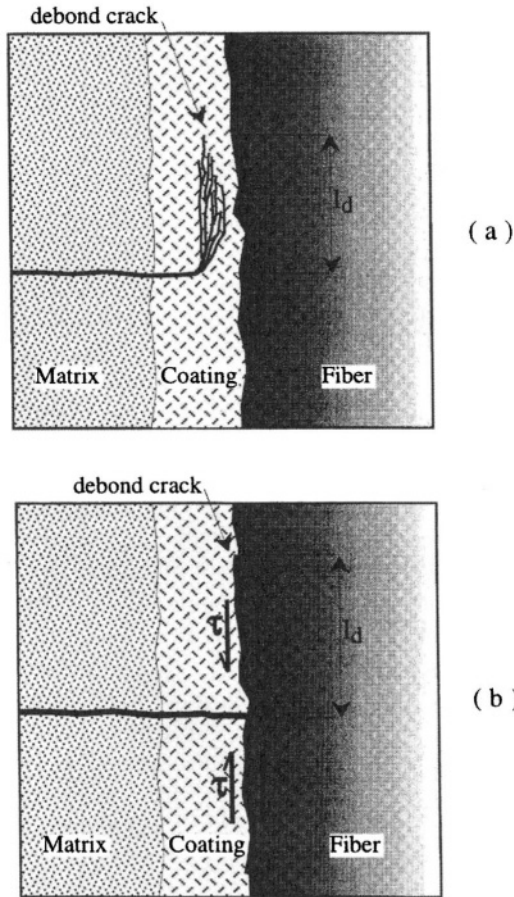 debond crack
l_d
( a )
Matrix Coating Fiber
debond crack
τ
l_d
( b )
τ
Matrix Coating Fiber